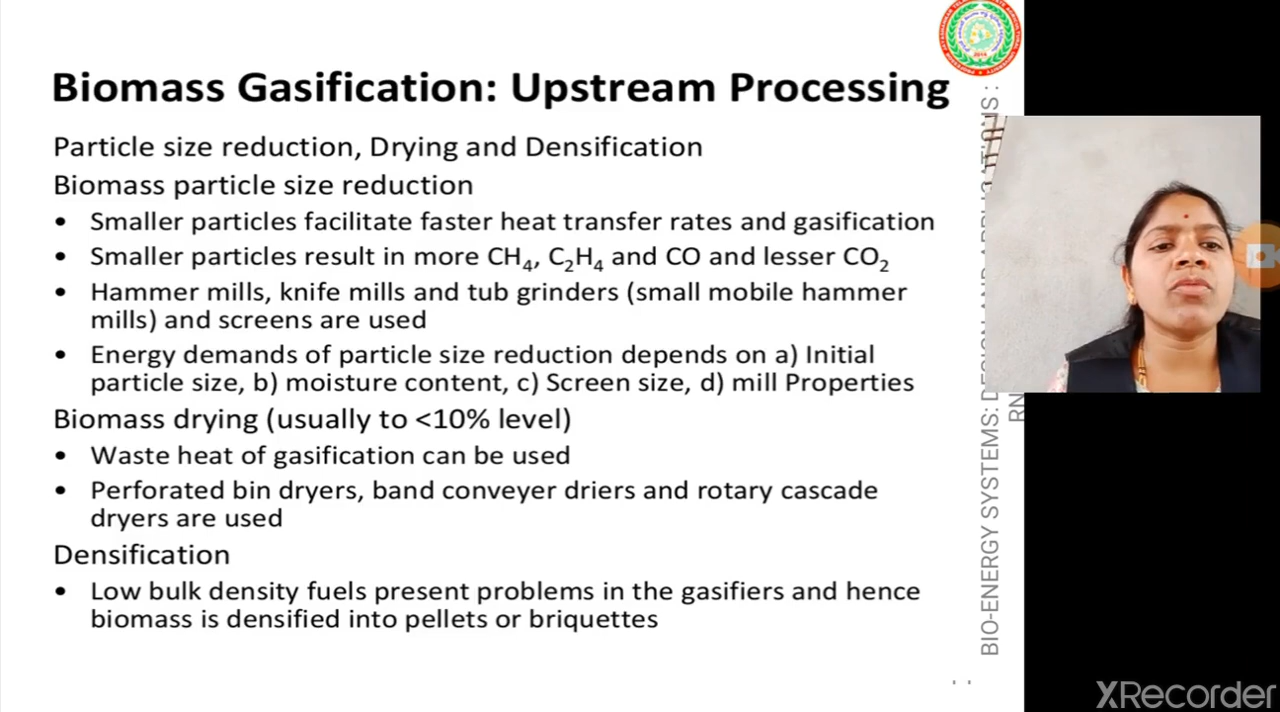 Biomass Gasification: Upstream Processing
Particle size reduction, Drying and Densification
Biomass particle size reduction
• Smaller particles facilitate faster heat transfer rates and gasification
• Smaller particles result in more CH4, C2H4 and CO and lesser CO2
• Hammer mills, knife mills and tub grinders (small mobile hammer
mills) and screens are used
• Energy demands of particle size reduction depends on a) Initial
particle size, b) moisture content, c) Screen size, d) mill Properties
Biomass drying (usually to <10% level)
• Waste heat of gasification can be used
• Perforated bin dryers, band conveyer driers and rotary cascade
dryers are used
Densification
• Low bulk density fuels present problems in the gasifiers and hence
biomass is densified into pellets or briquettes
BIO-ENERGY SYSTEMS: DESIGN AND APPLICATIONS :
RN
XRecorder